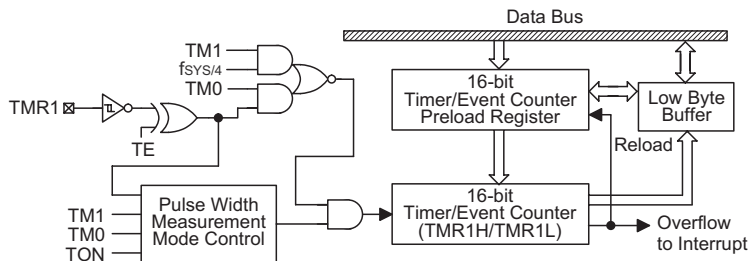 Data Bus
TM1
fSYS/4
TM0
TMR1
TE
16-bit
Timer/Event Counter
Preload Register
Low Byte
Buffer
Reload
TM1
TM0
TON
Pulse Width
Measurement
Mode Control
16-bit
Timer/Event Counter
(TMR1H/TMR1L)
Overflow
to Interrupt